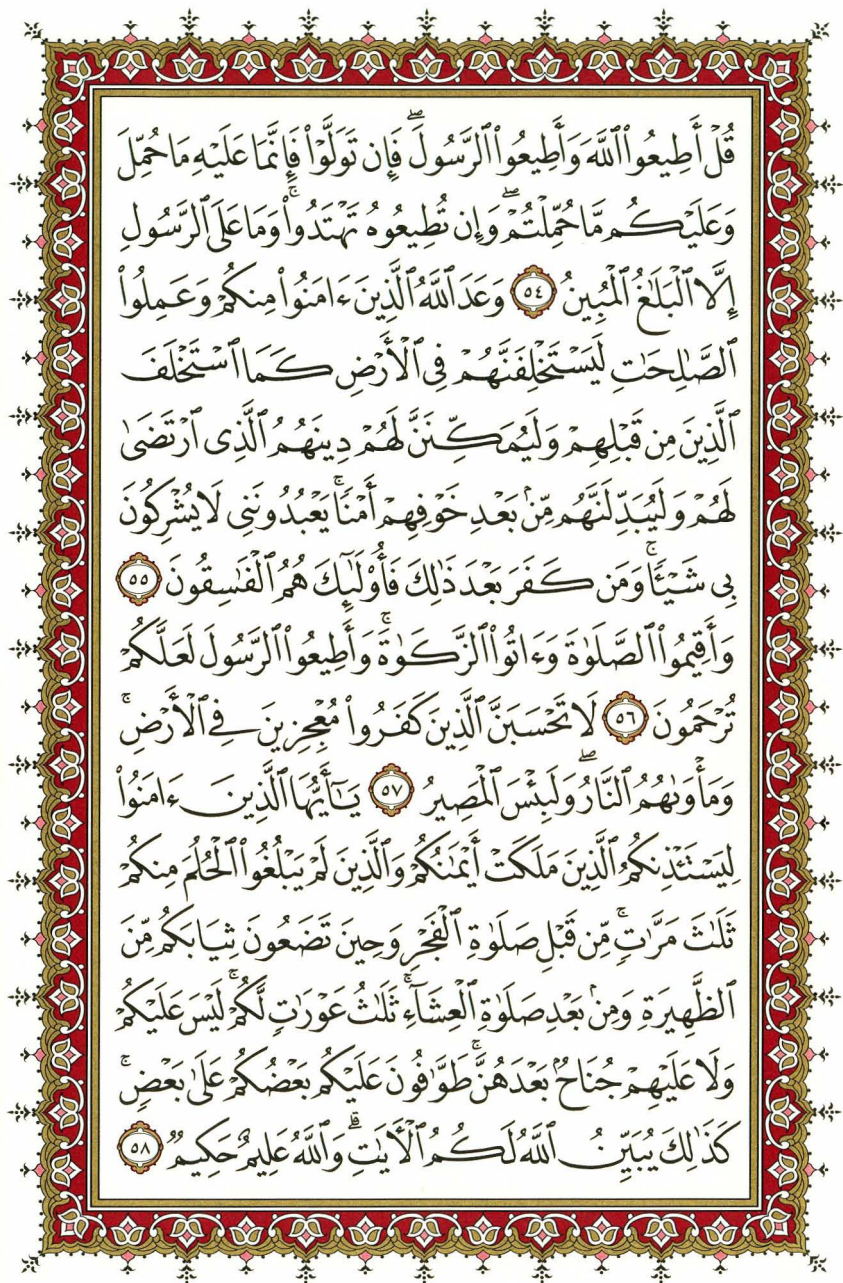 قُلْ أَطِيعُوا۟ ٱللَّهَ وَأَطِيعُوا۟ ٱلرَّسُولَۖ فَإِن تَوَلَّوْا۟ فَإِنَّمَا عَلَيْهِ مَا حُمِّلَ
وَعَلَيْكُم مَّا حُمِّلْتُمْۖ وَإِن تُطِيعُوهُ تَهْتَدُوا۟ۚ وَمَا عَلَى ٱلرَّسُولِ
إِلَّا ٱلْبَلَٰغُ ٱلْمُبِينُ ٥٤ وَعَدَ ٱللَّهُ ٱلَّذِينَ ءَامَنُوا۟ مِنكُمْ وَعَمِلُوا۟
ٱلصَّٰلِحَٰتِ لَيَسْتَخْلِفَنَّهُمْ فِى ٱلْأَرْضِ كَمَا ٱسْتَخْلَفَ
ٱلَّذِينَ مِن قَبْلِهِمْ وَلَيُمَكِّنَنَّ لَهُمْ دِينَهُمُ ٱلَّذِى ٱرْتَضَىٰ
لَهُمْ وَلَيُبَدِّلَنَّهُم مِّنۢ بَعْدِ خَوْفِهِمْ أَمْنًاۚ يَعْبُدُونَنِى لَا يُشْرِكُونَ
بِى شَيْـًٔاۚ وَمَن كَفَرَ بَعْدَ ذَٰلِكَ فَأُو۟لَٰٓئِكَ هُمُ ٱلْفَٰسِقُونَ ٥٥
وَأَقِيمُوا۟ ٱلصَّلَوٰةَ وَءَاتُوا۟ ٱلزَّكَوٰةَۚ وَأَطِيعُوا۟ ٱلرَّسُولَ لَعَلَّكُمْ
تُرْحَمُونَ ٥٦ لَا تَحْسَبَنَّ ٱلَّذِينَ كَفَرُوا۟ مُعْجِزِينَ فِى ٱلْأَرْضِۚ
وَمَأْوَىٰهُمُ ٱلنَّارُۖ وَلَبِئْسَ ٱلْمَصِيرُ ٥٧ يَٰٓأَيُّهَا ٱلَّذِينَ ءَامَنُوا۟
لِيَسْتَـْٔذِنكُمُ ٱلَّذِينَ مَلَكَتْ أَيْمَٰنُكُمْ وَٱلَّذِينَ لَمْ يَبْلُغُوا۟ ٱلْحُلُمَ مِنكُمْ
ثَلَٰثَ مَرَّٰتٍۚ مِّن قَبْلِ صَلَوٰةِ ٱلْفَجْرِ وَحِينَ تَضَعُونَ ثِيَابَكُم مِّنَ
ٱلظَّهِيرَةِ وَمِنۢ بَعْدِ صَلَوٰةِ ٱلْعِشَآءِۚ ثَلَٰثُ عَوْرَٰتٍ لَّكُمْۚ لَيْسَ عَلَيْكُمْ
وَلَا عَلَيْهِمْ جُنَاحٌۢ بَعْدَهُنَّۚ طَوَّٰفُونَ عَلَيْكُم بَعْضُكُمْ عَلَىٰ بَعْضٍۚ
كَذَٰلِكَ يُبَيِّنُ ٱللَّهُ لَكُمُ ٱلْـَٔايَٰتِۗ وَٱللَّهُ عَلِيمٌ حَكِيمٌ ٥٨